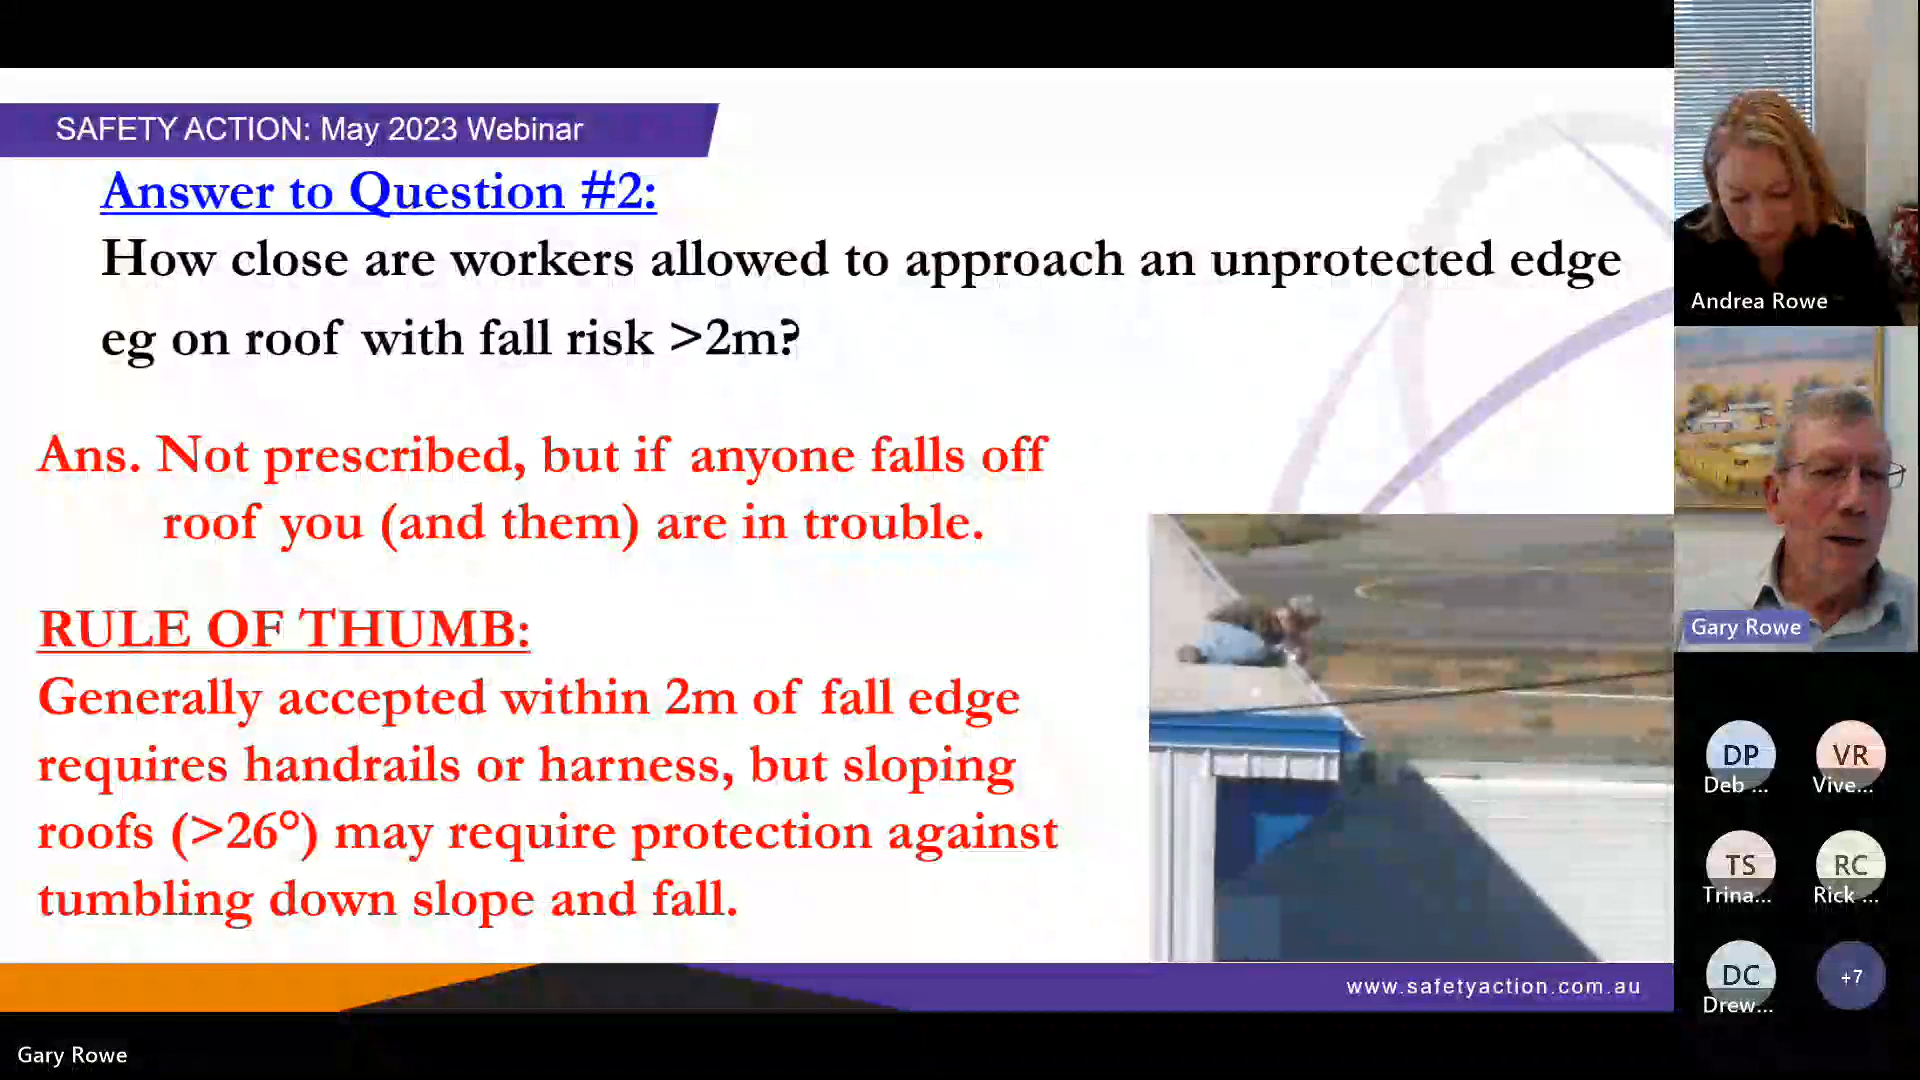 SAFETY ACTION: May 2023 Webinar
Answer to Question #2:
How close are workers allowed to approach an unprotected edge
eg on roof with fall risk >2m?
Ans. Not prescribed, but if anyone falls off
roof you (and them) are in trouble.
RULE OF THUMB:
Generally accepted within 2m of fall edge
requires handrails or harness, but sloping
roofs (>26°) may require protection against
tumbling down slope and fall.
www.safetyaction.com.au
Gary Rowe
Andrea Rowe
Gary Rowe
DP
Deb ...
VR
Vive...
TS
Trina...
RC
Rick ...
DC
Drew...
+7